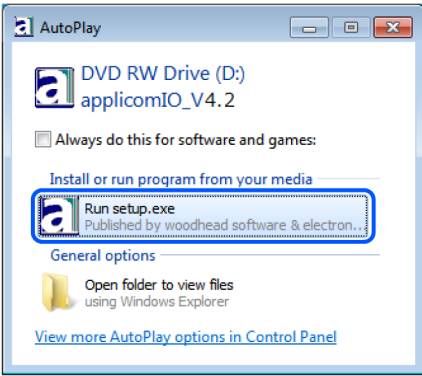 AutoPlay
DVD RW Drive (D:)
applicomIO_V4.2
Always do this for software and games:
Install or run program from your media
Run setup.exe
Published by woodhead software & electron...
General options
Open folder to view files
using Windows Explorer
View more AutoPlay options in Control Panel